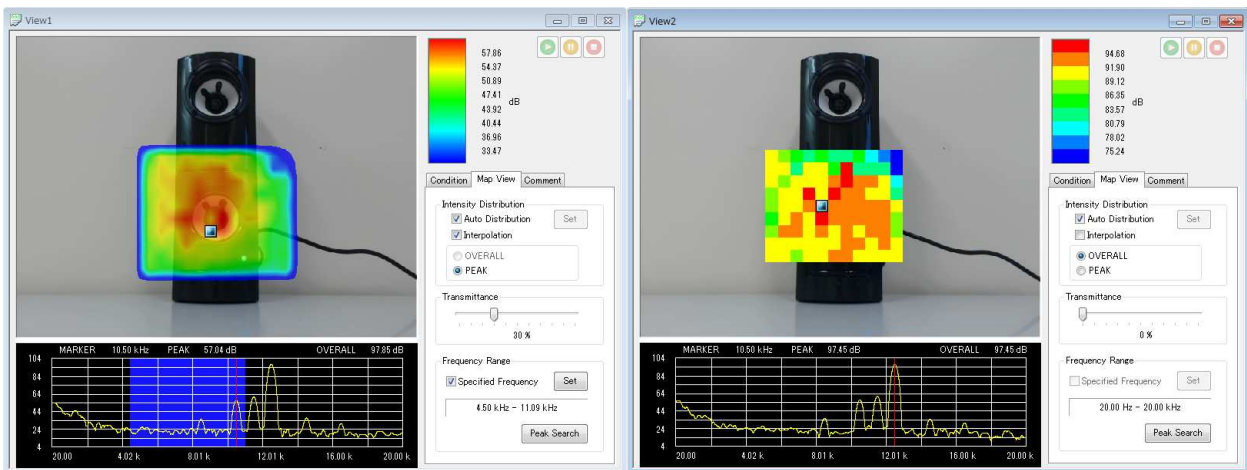 View1
57.86
54.37
50.89
47.41
43.92
40.44
36.96
33.47
dB
Condition Map View Comment
Intensity Distribution
Auto Distribution Set
Interpolation
OVERALL
PEAK
Transmittance
30 %
Frequency Range
Specified Frequency Set
4.50 kHz - 11.09 kHz
Peak Search
MARKER 10.50 kHz PEAK 57.04 dB OVERALL 97.85 dB
104
84
64
44
24
4
20.00 4.02 k 8.01 k 12.01 k 16.00 k 20.00 k
View2
94.68
91.90
89.12
86.35
83.57
80.79
78.02
75.24
dB
Condition Map View Comment
Intensity Distribution
Auto Distribution Set
Interpolation
OVERALL
PEAK
Transmittance
0 %
Frequency Range
Specified Frequency Set
20.00 Hz - 20.00 kHz
Peak Search
MARKER 10.50 kHz PEAK 97.45 dB OVERALL 97.45 dB
104
84
64
44
24
4
20.00 4.02 k 8.01 k 12.01 k 16.00 k 20.00 k